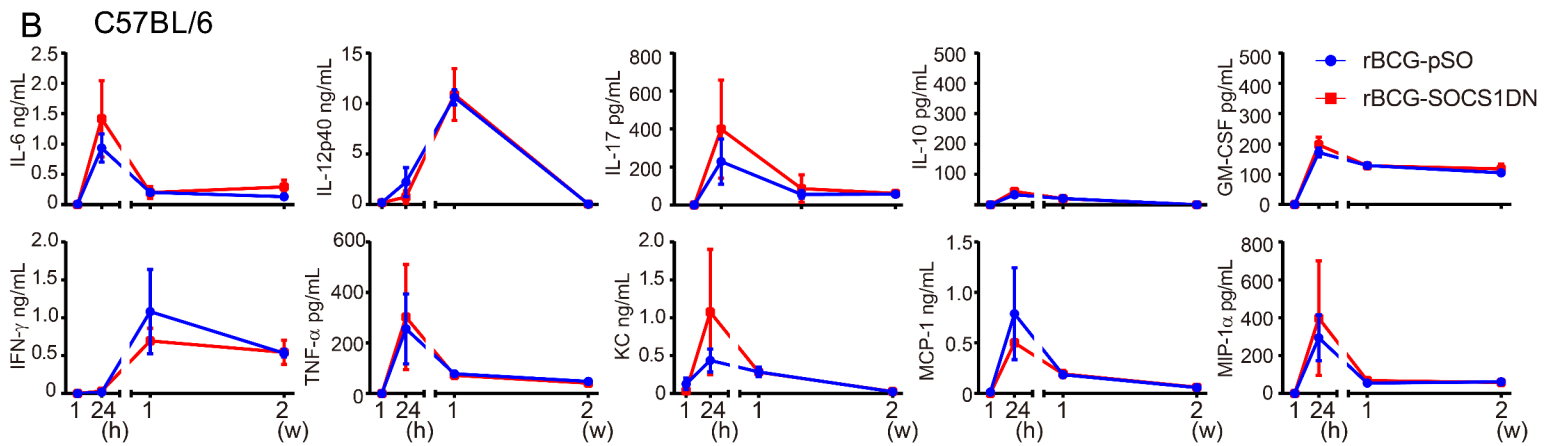 B C57BL/6
IL-6 ng/mL
2.5
2.0
1.5
1.0
0.5
0
IL-12p40 ng/mL
15
10
5
0
IL-17 pg/mL
800
600
400
200
0
IL-10 pg/mL
500
400
300
200
100
GM-CSF pg/mL
500
400
300
200
100
0
rBCG-pSO
rBCG-SOCS1DN
IFN-γ ng/mL
2.0
1.5
1.0
0.5
0
1 24 1 2
(h) (w)
TNF-α pg/mL
600
400
200
0
1 24 1 2
(h) (w)
KC ng/mL
2.0
1.5
1.0
0.5
0
1 24 1 2
(h) (w)
MCP-1 ng/mL
1.5
1.0
0.5
0
1 24 1 2
(h) (w)
MIP-1α pg/mL
800
600
400
200
0
1 24 1 2
(h) (w)